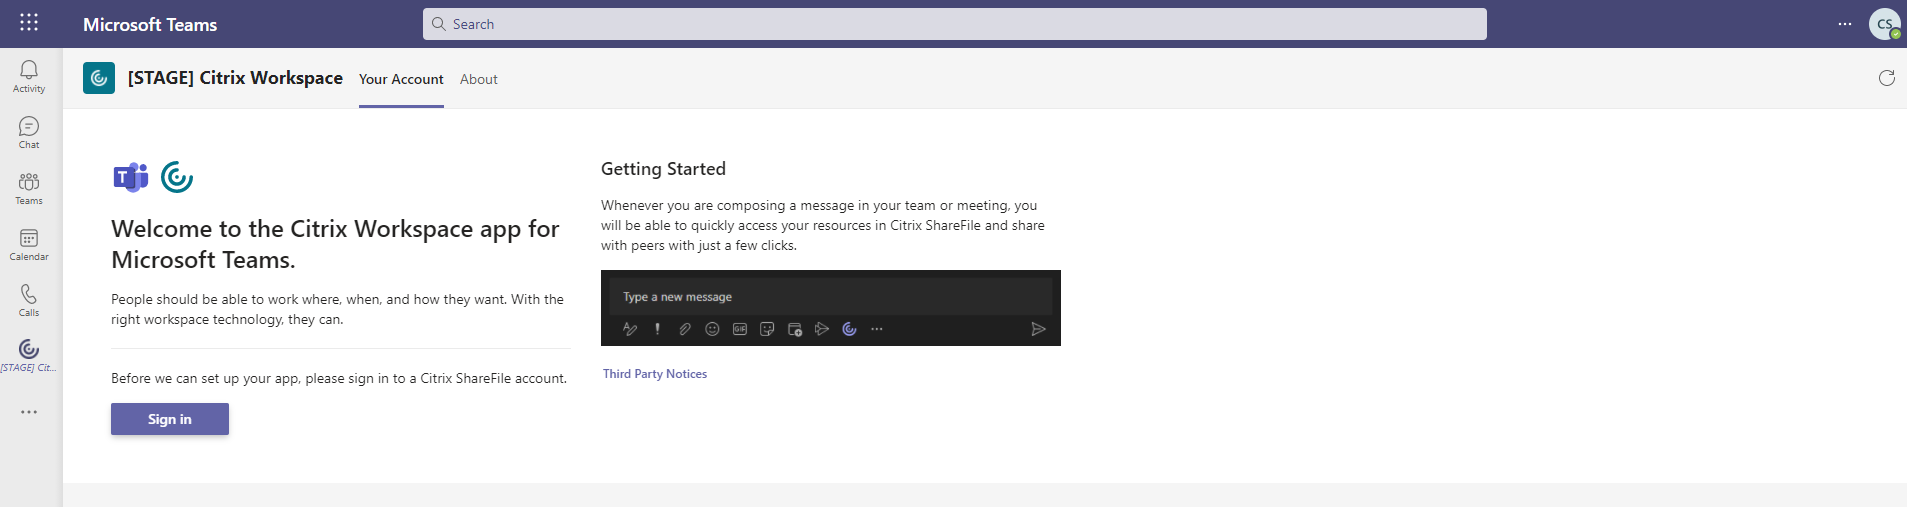 Microsoft Teams
Search
CS
Activity
Chat
Teams
Calendar
Calls
[STAGE] Cit...
[STAGE] Citrix Workspace
Your Account
About
T
Welcome to the Citrix Workspace app for
Microsoft Teams.
People should be able to work where, when, and how they want. With the
right workspace technology, they can.
Before we can set up your app, please sign in to a Citrix ShareFile account.
Sign in
Getting Started
Whenever you are composing a message in your team or meeting, you
will be able to quickly access your resources in Citrix ShareFile and share
with peers with just a few clicks.
Type a new message
GIF
Third Party Notices